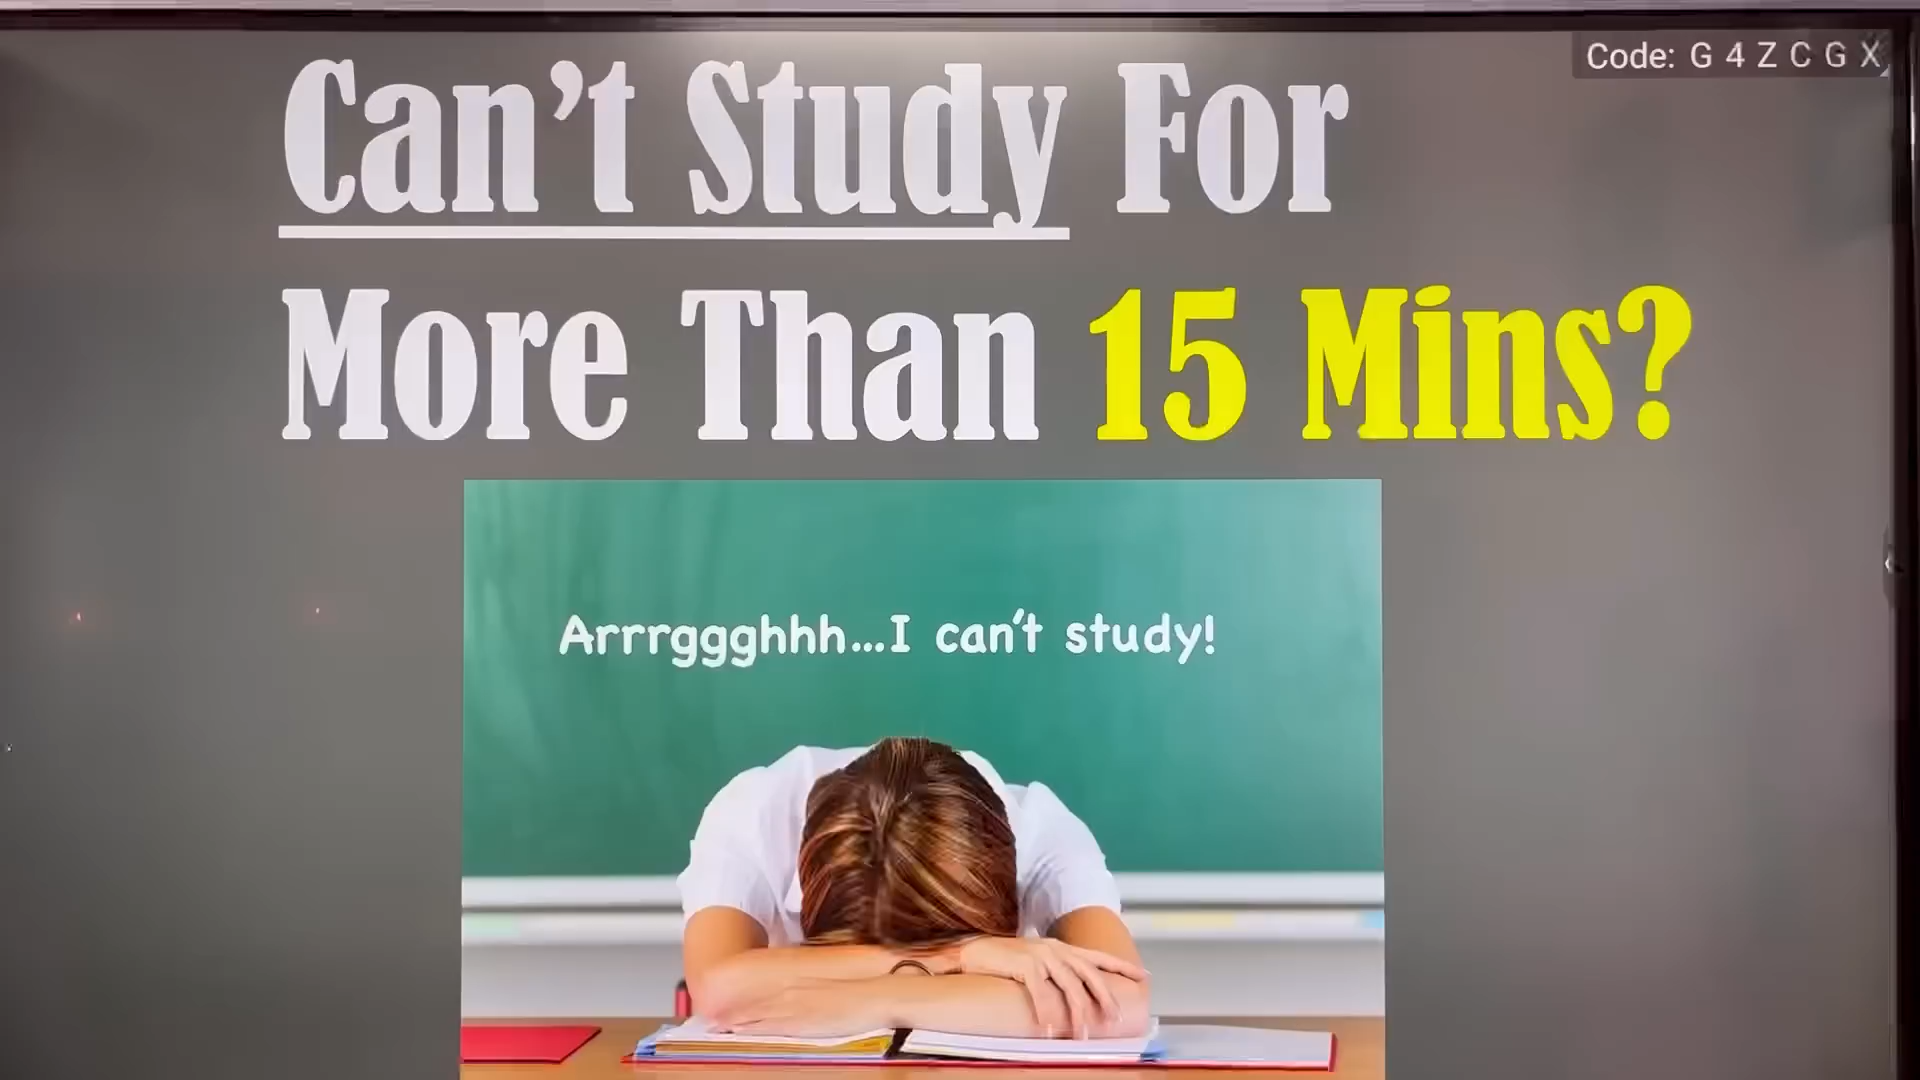 Code: G 4 Z C G X
Can't Study For
More Than 15 Mins?
Arrrggghhh...I can't study!